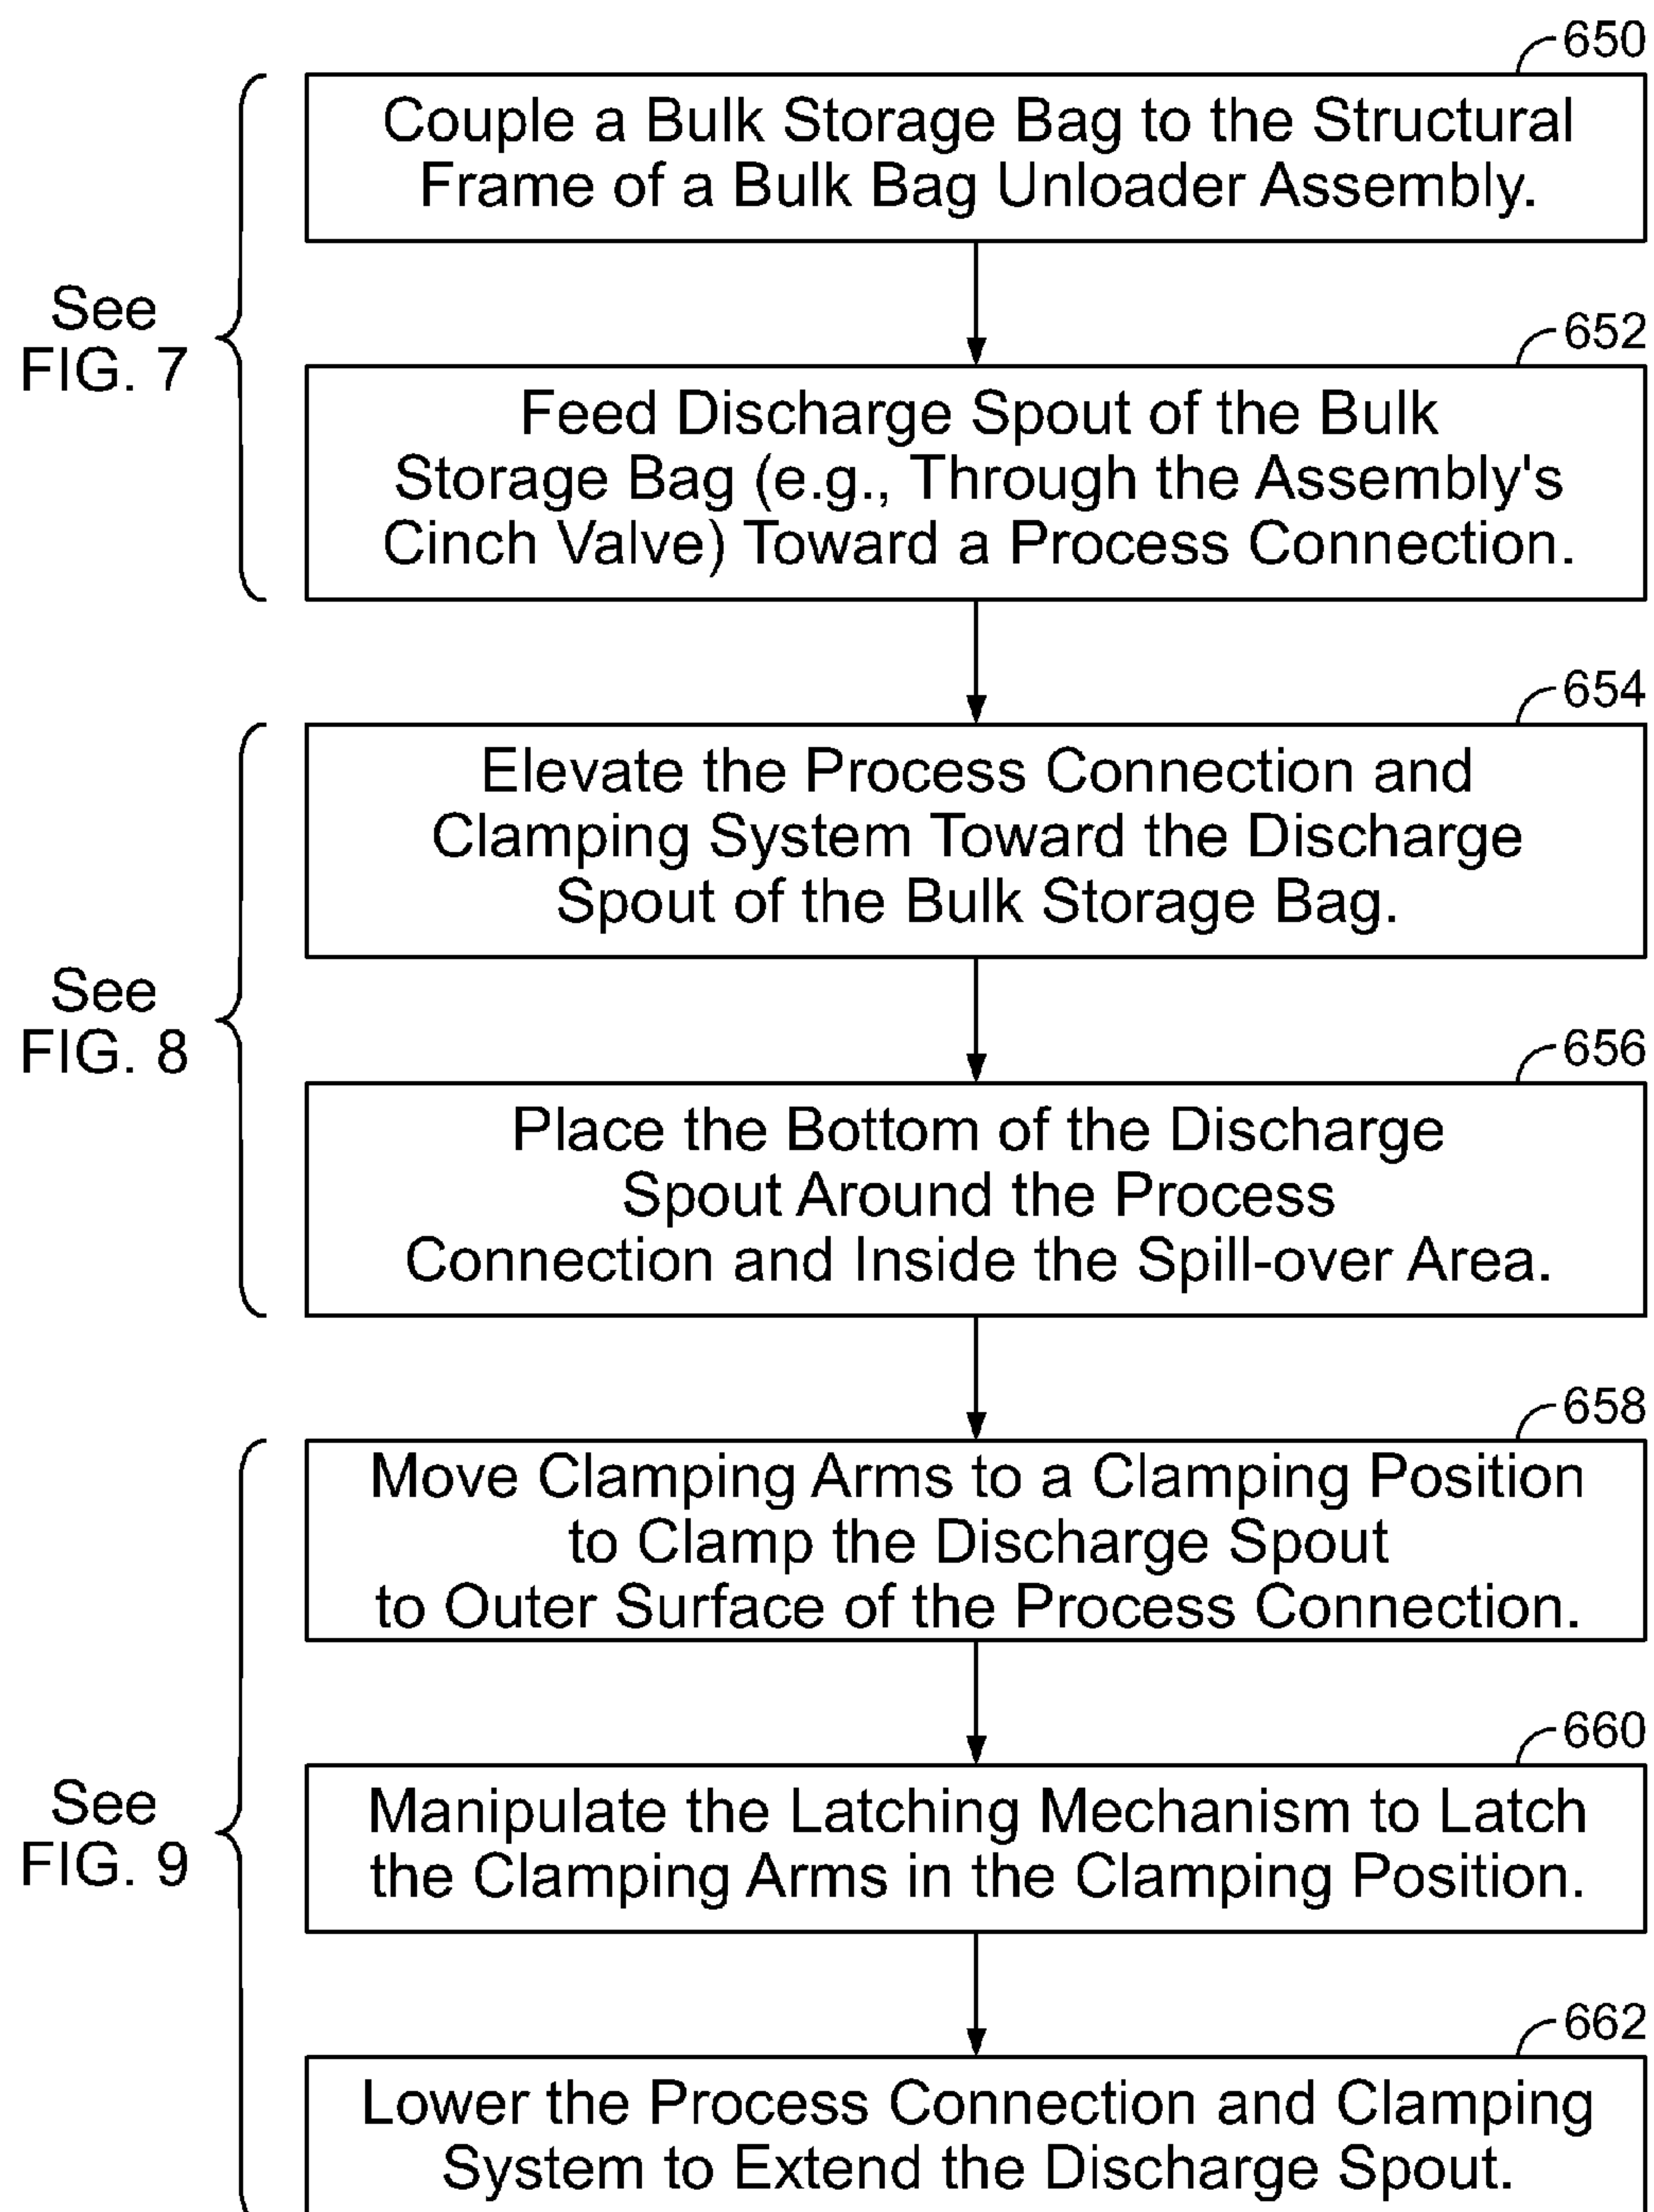 650
Couple a Bulk Storage Bag to the Structural
Frame of a Bulk Bag Unloader Assembly.
See
FIG. 7
652
Feed Discharge Spout of the Bulk
Storage Bag (e.g., Through the Assembly's
Cinch Valve) Toward a Process Connection.
654
Elevate the Process Connection and
Clamping System Toward the Discharge
Spout of the Bulk Storage Bag.
See
FIG. 8
656
Place the Bottom of the Discharge
Spout Around the Process
Connection and Inside the Spill-over Area.
658
Move Clamping Arms to a Clamping Position
to Clamp the Discharge Spout
to Outer Surface of the Process Connection.
See
FIG. 9
660
Manipulate the Latching Mechanism to Latch
the Clamping Arms in the Clamping Position.
662
Lower the Process Connection and Clamping
System to Extend the Discharge Spout.